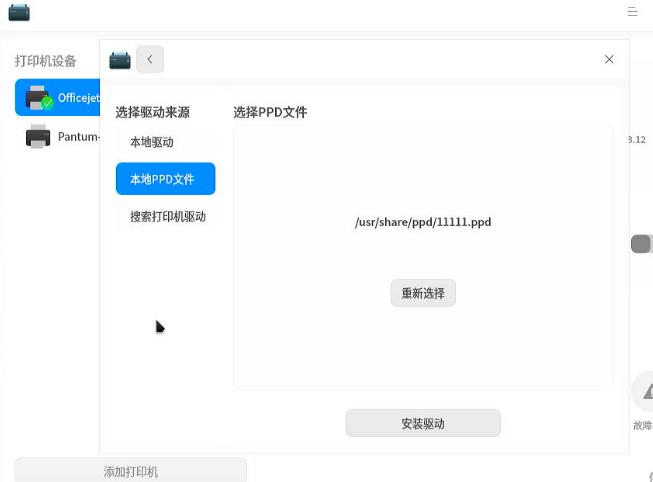 打印机设备
Officejet
Pantum-
选择驱动来源
本地驱动
本地PPD文件
搜索打印机驱动
选择PPD文件
/usr/share/ppd/11111.ppd
重新选择
安装驱动
3.12
故障
添加打印机